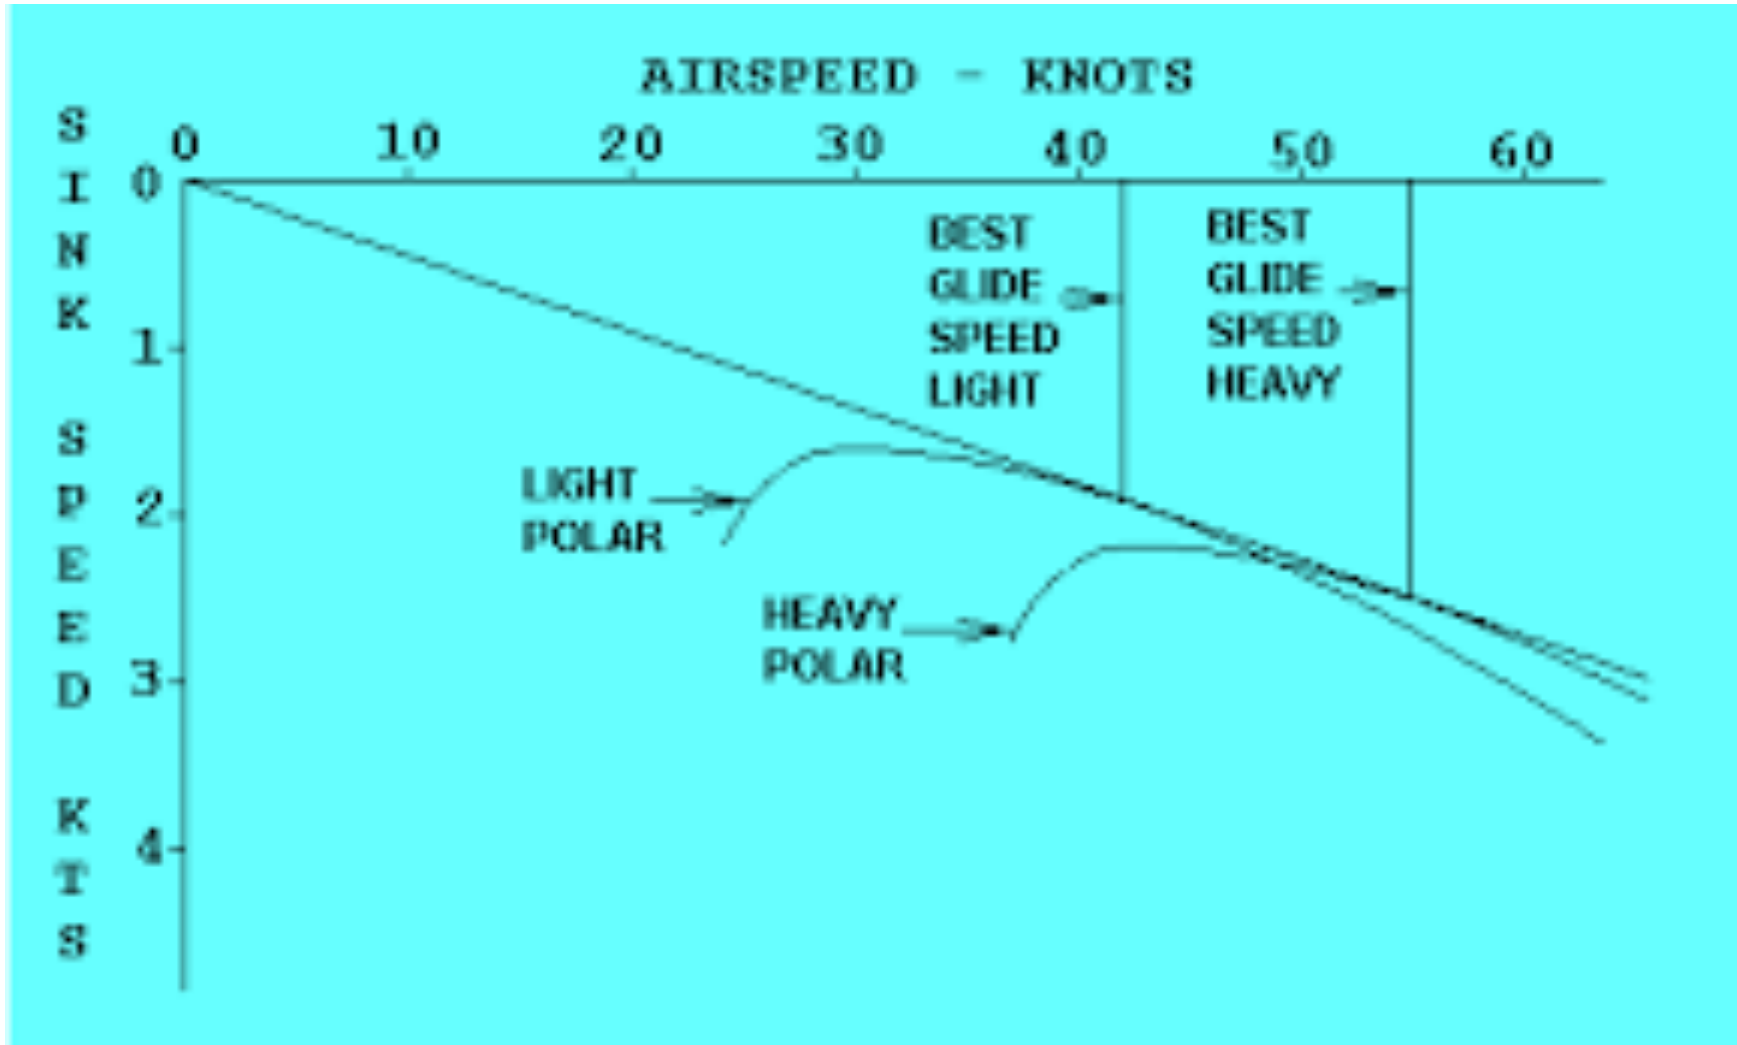 AIRSPEED - KNOTS
0 10 20 30 40 50 60
SINK SPEED KTS
0
1
2
3
4
BEST
GLIDE
SPEED
LIGHT
BEST
GLIDE
SPEED
HEAVY
LIGHT
POLAR
HEAVY
POLAR